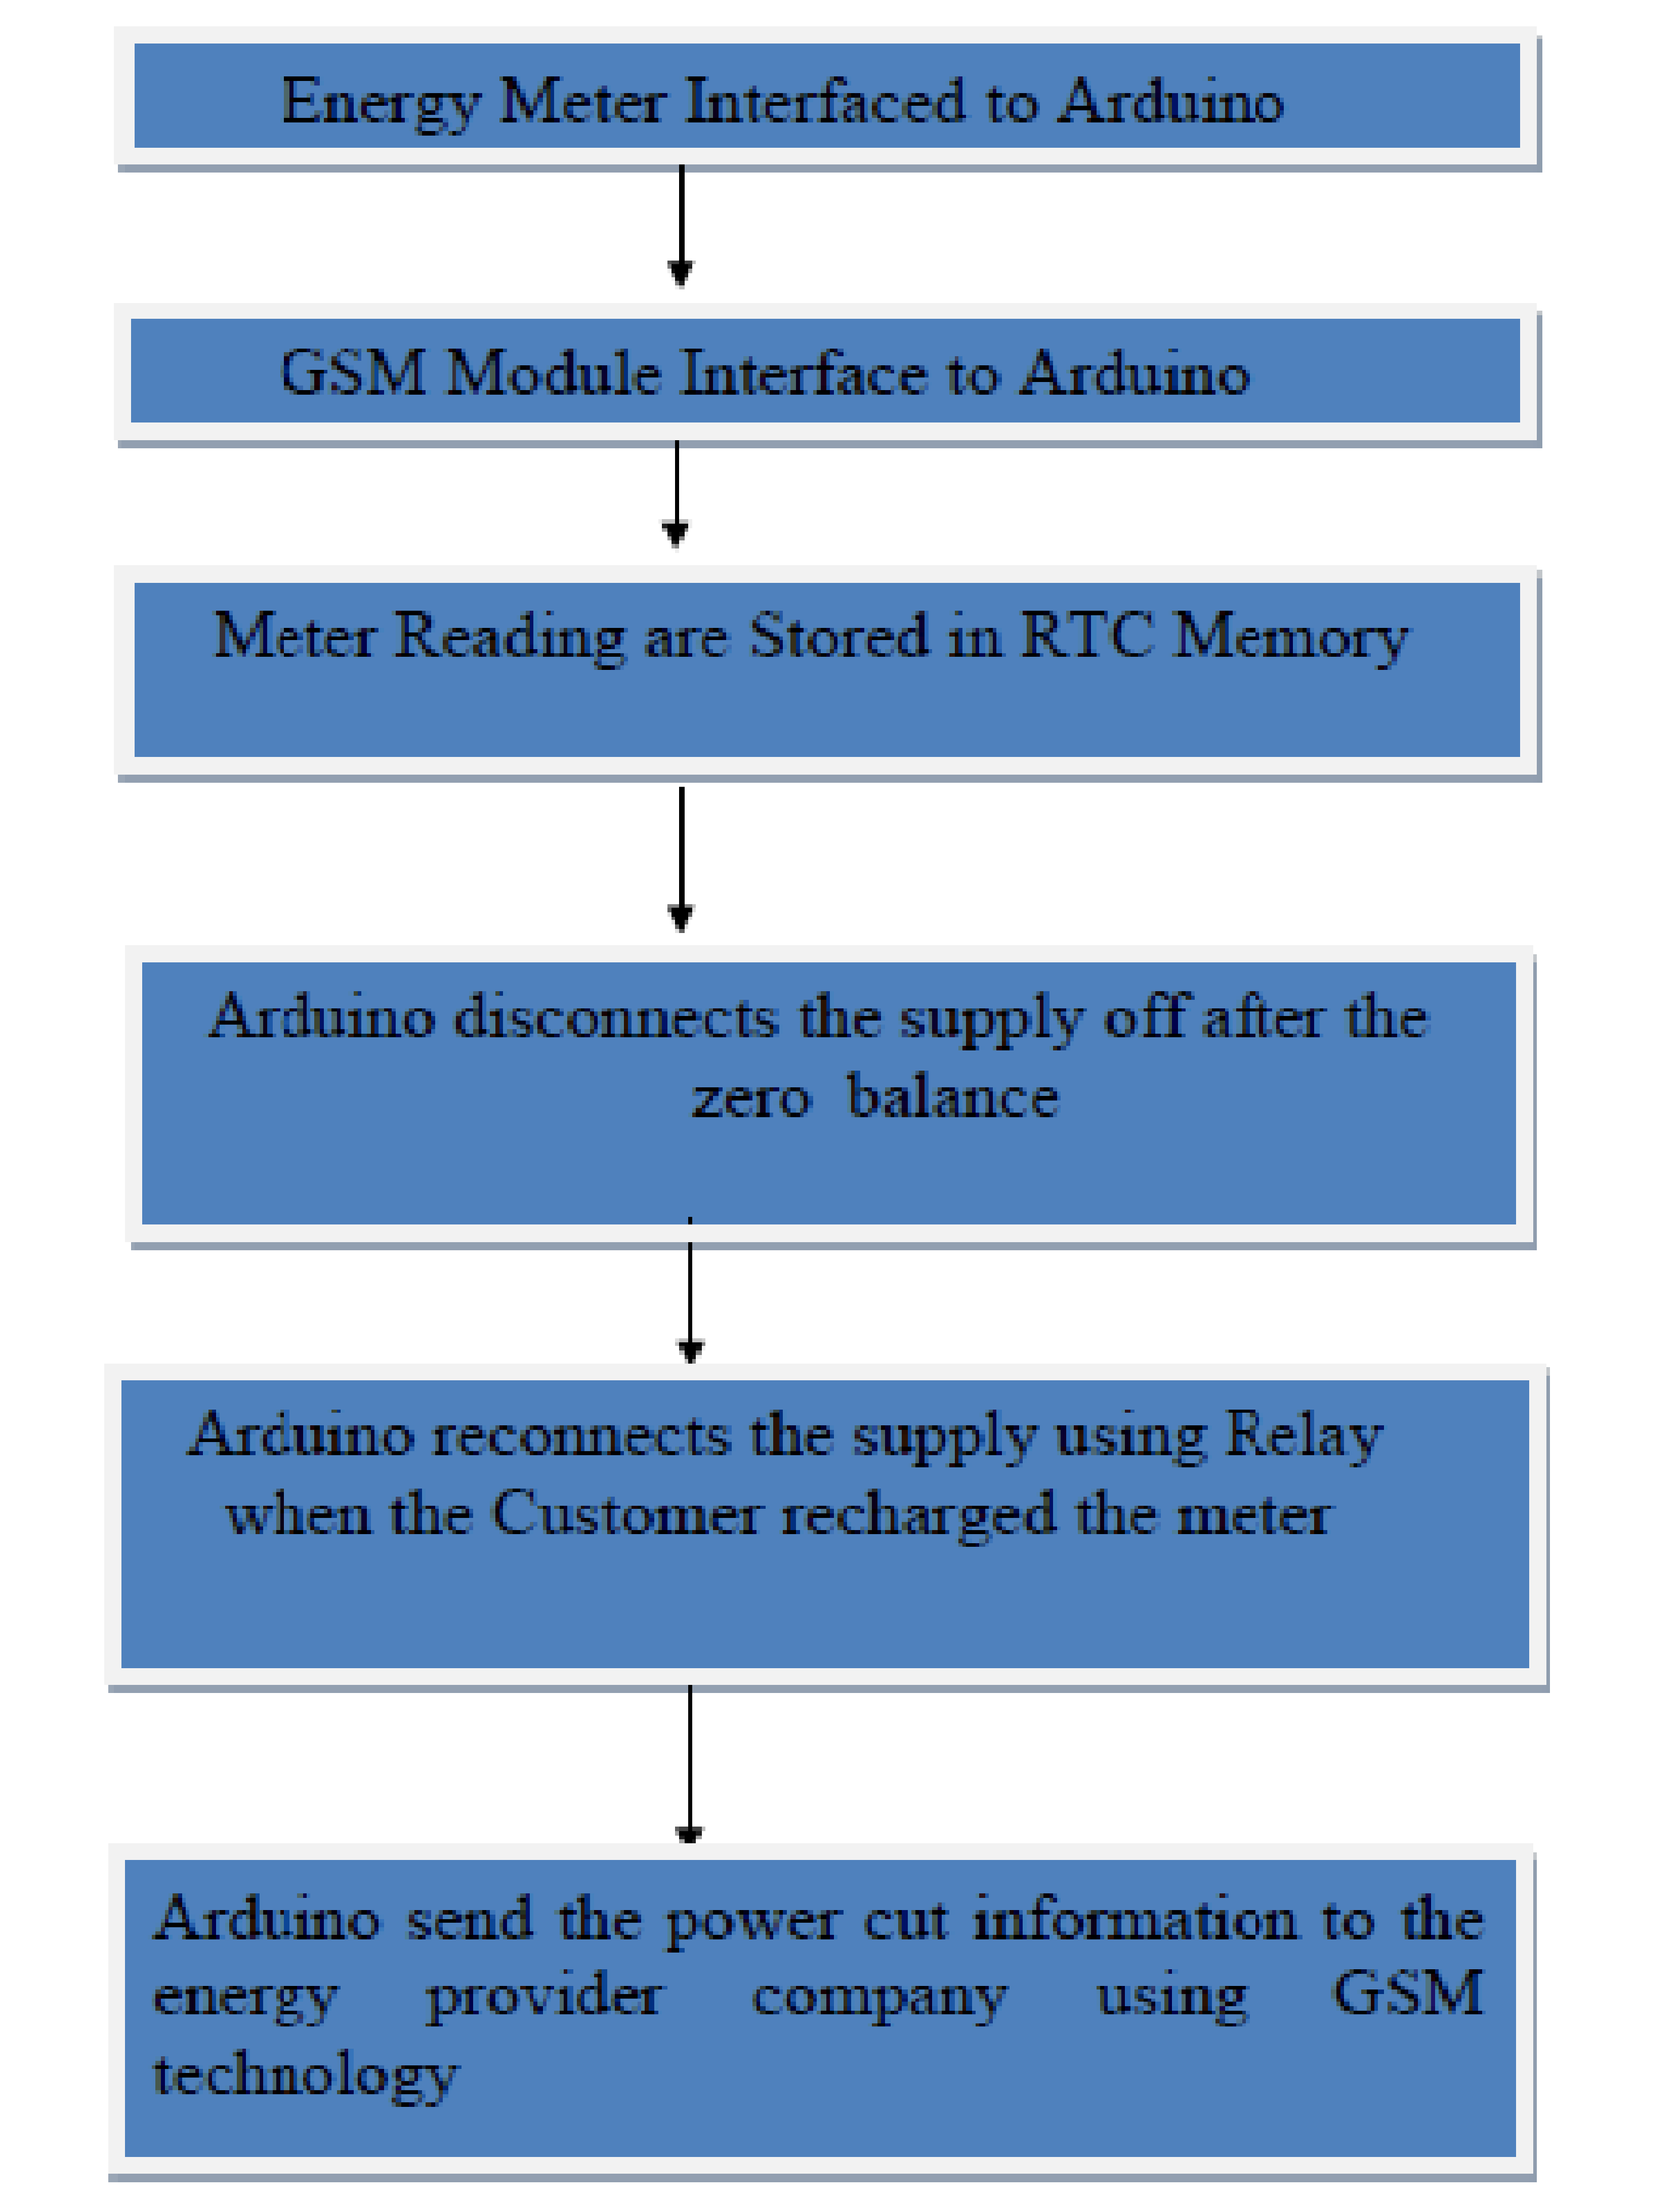 Energy Meter Interfaced to Arduino
GSM Module Interface to Arduino
Meter Reading are Stored in RTC Memory
Arduino disconnects the supply off after the
zero balance
Arduino reconnects the supply using Relay
when the Customer recharged the meter
Arduino send the power cut information to the
energy provider company using GSM
technology